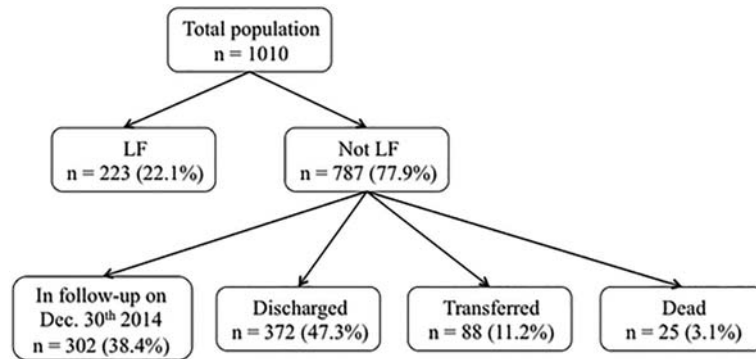 Total population
n = 1010
LF
n = 223 (22.1%)
Not LF
n = 787 (77.9%)
In follow-up on
Dec. 30th 2014
n = 302 (38.4%)
Discharged
n = 372 (47.3%)
Transferred
n = 88 (11.2%)
Dead
n = 25 (3.1%)